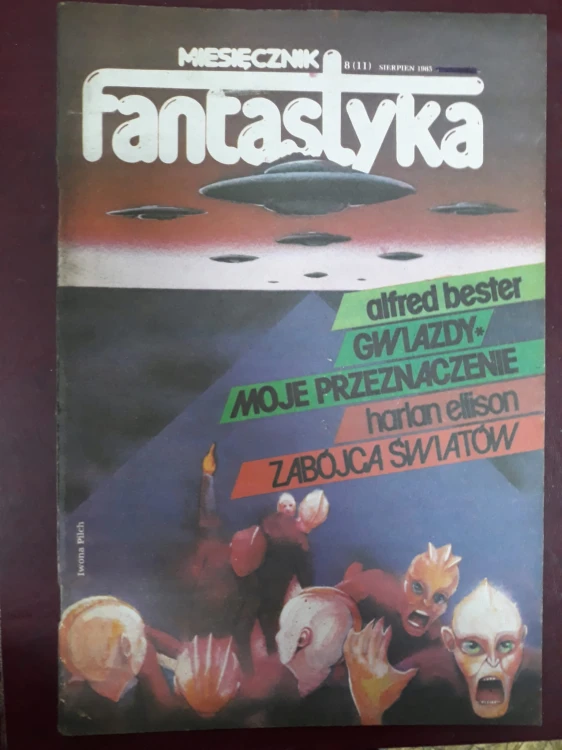 MIESIĘCZNIK
8 (11) SIERPIEŃ 1983
fantastyka
alfred bester
GWIAZDY*
MOJE PRZEZNACZENIE
harlan ellison
ZABÓJCA ŚWIATÓW
Iwona Pilch